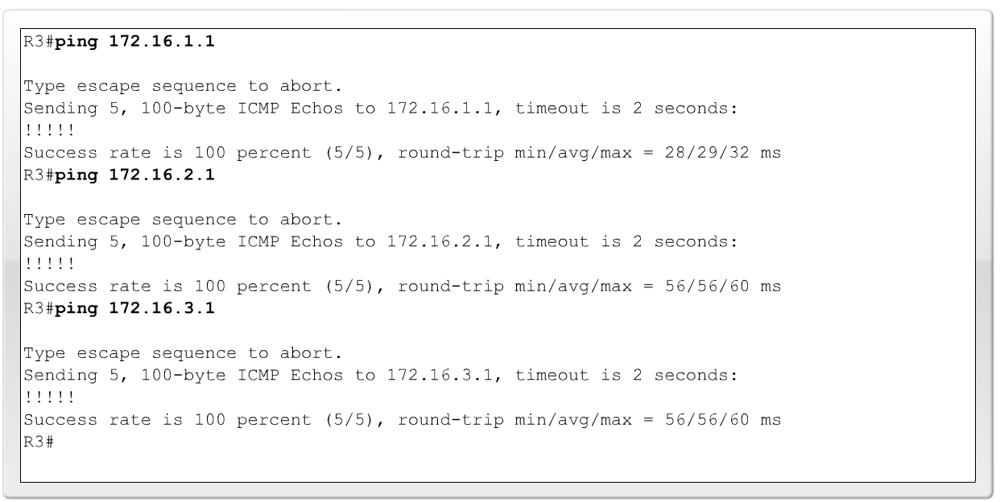 R3#ping 172.16.1.1
Type escape sequence to abort.
Sending 5, 100-byte ICMP Echos to 172.16.1.1, timeout is 2 seconds:
!!!!!
Success rate is 100 percent (5/5), round-trip min/avg/max = 28/29/32 ms
R3#ping 172.16.2.1
Type escape sequence to abort.
Sending 5, 100-byte ICMP Echos to 172.16.2.1, timeout is 2 seconds:
!!!!!
Success rate is 100 percent (5/5), round-trip min/avg/max = 56/56/60 ms
R3#ping 172.16.3.1
Type escape sequence to abort.
Sending 5, 100-byte ICMP Echos to 172.16.3.1, timeout is 2 seconds:
!!!!!
Success rate is 100 percent (5/5), round-trip min/avg/max = 56/56/60 ms
R3#